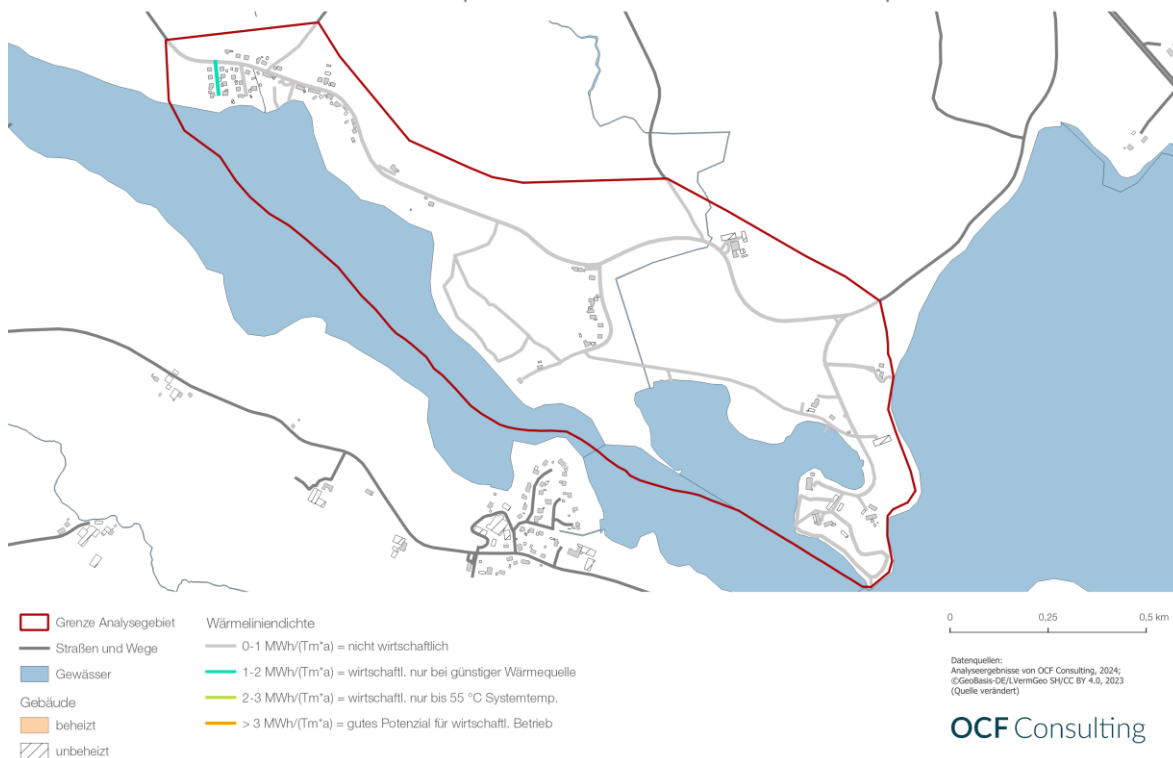 Grenze Analysegebiet
Straßen und Wege
Gewässer
Gebäude
beheizt
unbeheizt
Wärmeliniendichte
0-1 MWh/(Tm*a) = nicht wirtschaftlich
1-2 MWh/(Tm*a) = wirtschaftl. nur bei günstiger Wärmequelle
2-3 MWh/(Tm*a) = wirtschaftl. nur bis 55 °C Systemtemp.
> 3 MWh/(Tm*a) = gutes Potenzial für wirtschaftl. Betrieb
0 0,25 0,5 km
Datenquellen:
Analyseergebnisse von OCF Consulting, 2024;
©GeoBasis-DE/LVermGeo SH/CC BY 4.0, 2023
(Quelle verändert)
OCF Consulting